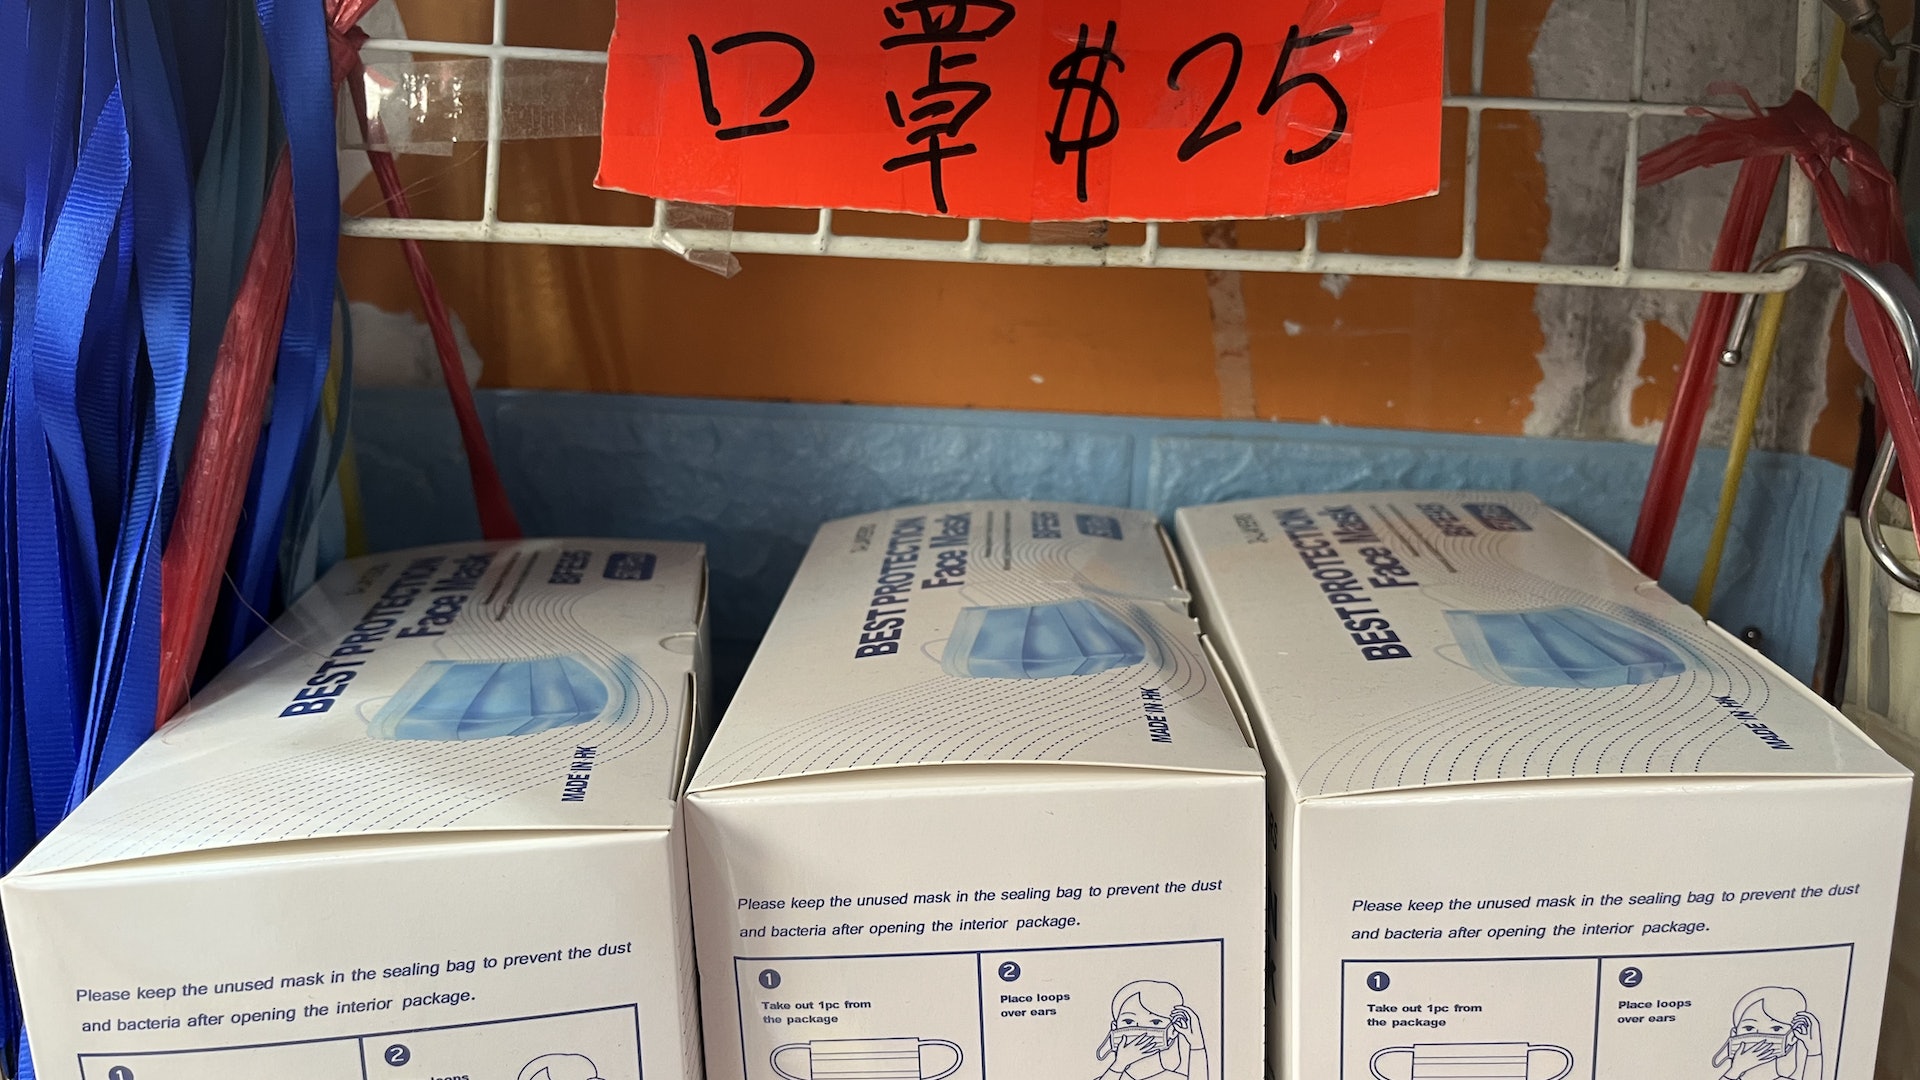 口罩 $25
BEST PROTECTION
Face Mask
BFE95
MADE IN HK
Please keep the unused mask in the sealing bag to prevent the dust
and bacteria after opening the interior package.
1
2
BEST PROTECTION
Face Mask
BFE95
MADE IN HK
Please keep the unused mask in the sealing bag to prevent the dust
and bacteria after opening the interior package.
1
Take out 1pc from
the package
2
Place loops
over ears
BEST PROTECTION
Face Mask
BFE95
MADE IN HK
Please keep the unused mask in the sealing bag to prevent the dust
and bacteria after opening the interior package.
1
Take out 1pc from
the package
2
Place loops
over ears